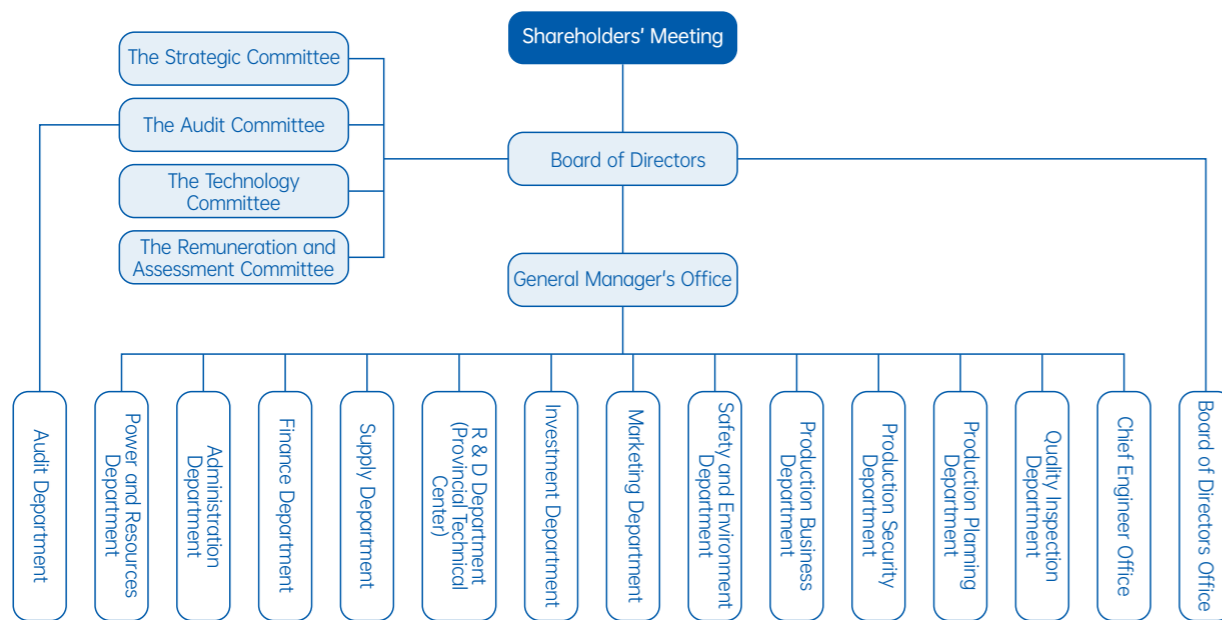 Shareholders' Meeting
The Strategic Committee
The Audit Committee
Board of Directors
The Technology
Committee
The Remuneration and
Assessment Committee
General Manager's Office
Audit Department
Power and Resources
Department
Administration
Department
Finance Department
Supply Department
R & D Department
(Provincial Technical
Center)
Investment Department
Marketing Department
Safety and Environment
Department
Production Business
Department
Production Security
Department
Production Planning
Department
Quality Inspection
Department
Chief Engineer Office
Board of Directors Office